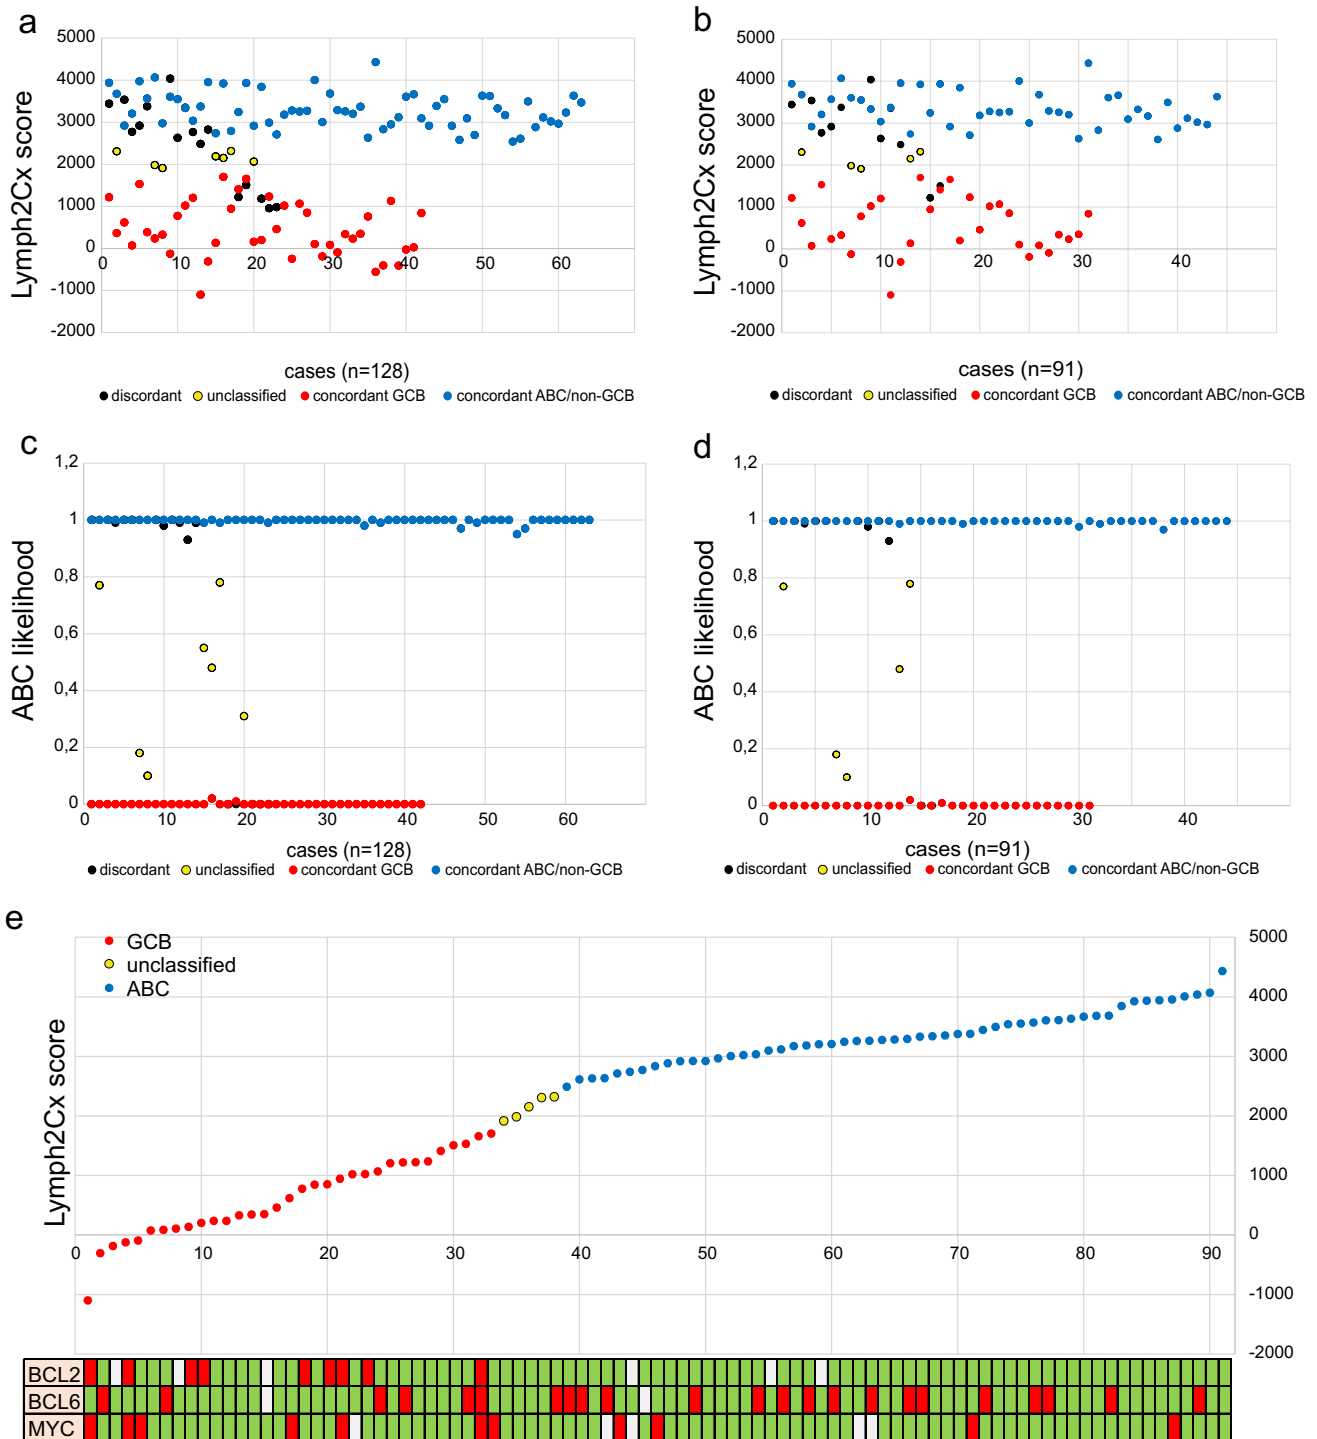 a
5000
4000
3000
2000
1000
0
-1000
-2000
10 20 30 40 50 60
Lymph2Cx score
cases (n=128)
discordant unclassified concordant GCB concordant ABC/non-GCB
b
5000
4000
3000
2000
1000
0
-1000
-2000
0 10 20 30 40
Lymph2Cx score
cases (n=91)
discordant unclassified concordant GCB concordant ABC/non-GCB
c
1,2
1
0,8
0,6
0,4
0,2
0
0 10 20 30 40 50 60
ABC likelihood
cases (n=128)
discordant unclassified concordant GCB concordant ABC/non-GCB
d
1,2
1
0,8
0,6
0,4
0,2
0
0 10 20 30 40
ABC likelihood
cases (n=91)
discordant unclassified concordant GCB concordant ABC/non-GCB
e
GCB
unclassified
ABC
Lymph2Cx score
5000
4000
3000
2000
1000
0
-1000
-2000
0 10 20 30 40 50 60 70 80 90
BCL2
BCL6
MYC